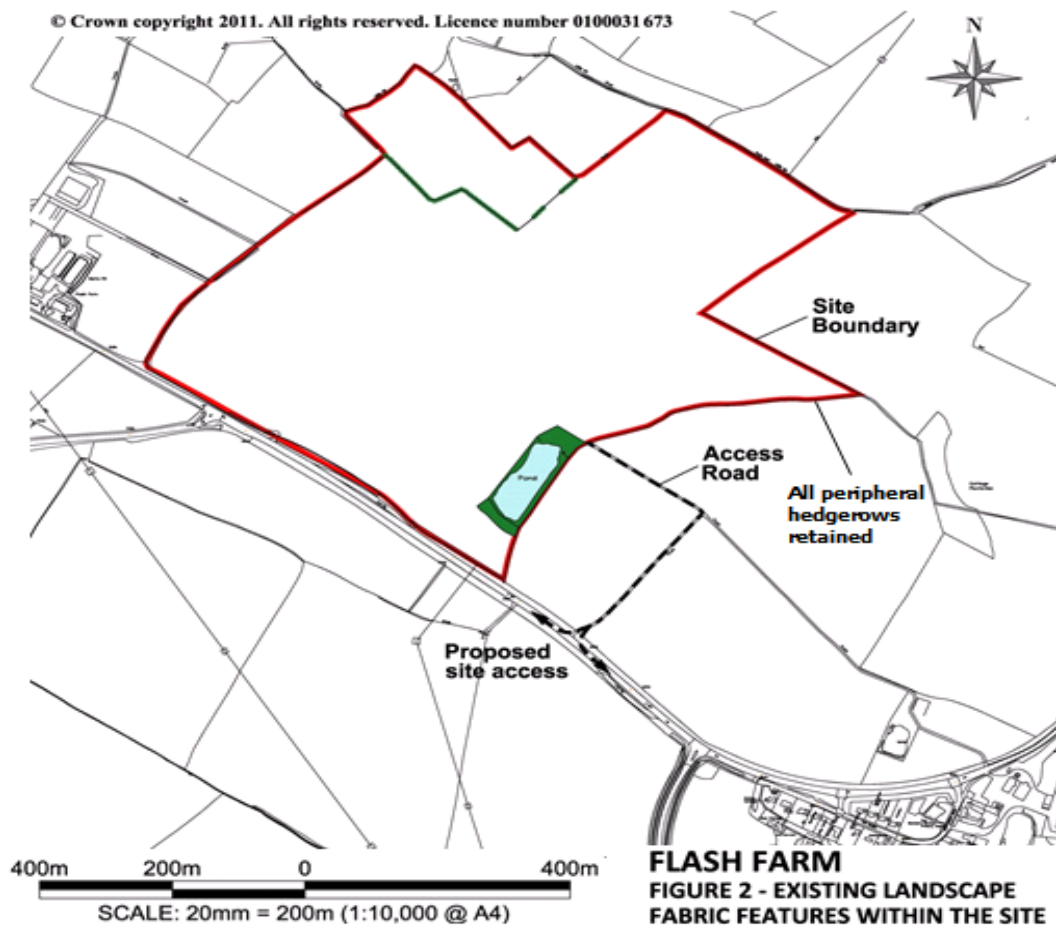 © Crown copyright 2011. All rights reserved. Licence number 0100031673
N
Site
Boundary
Access
Road
Pond
All peripheral
hedgerows
retained
Proposed
site access
400m 200m 0 400m
SCALE: 20mm = 200m (1:10,000 @ A4)
FLASH FARM
FIGURE 2 - EXISTING LANDSCAPE
FABRIC FEATURES WITHIN THE SITE